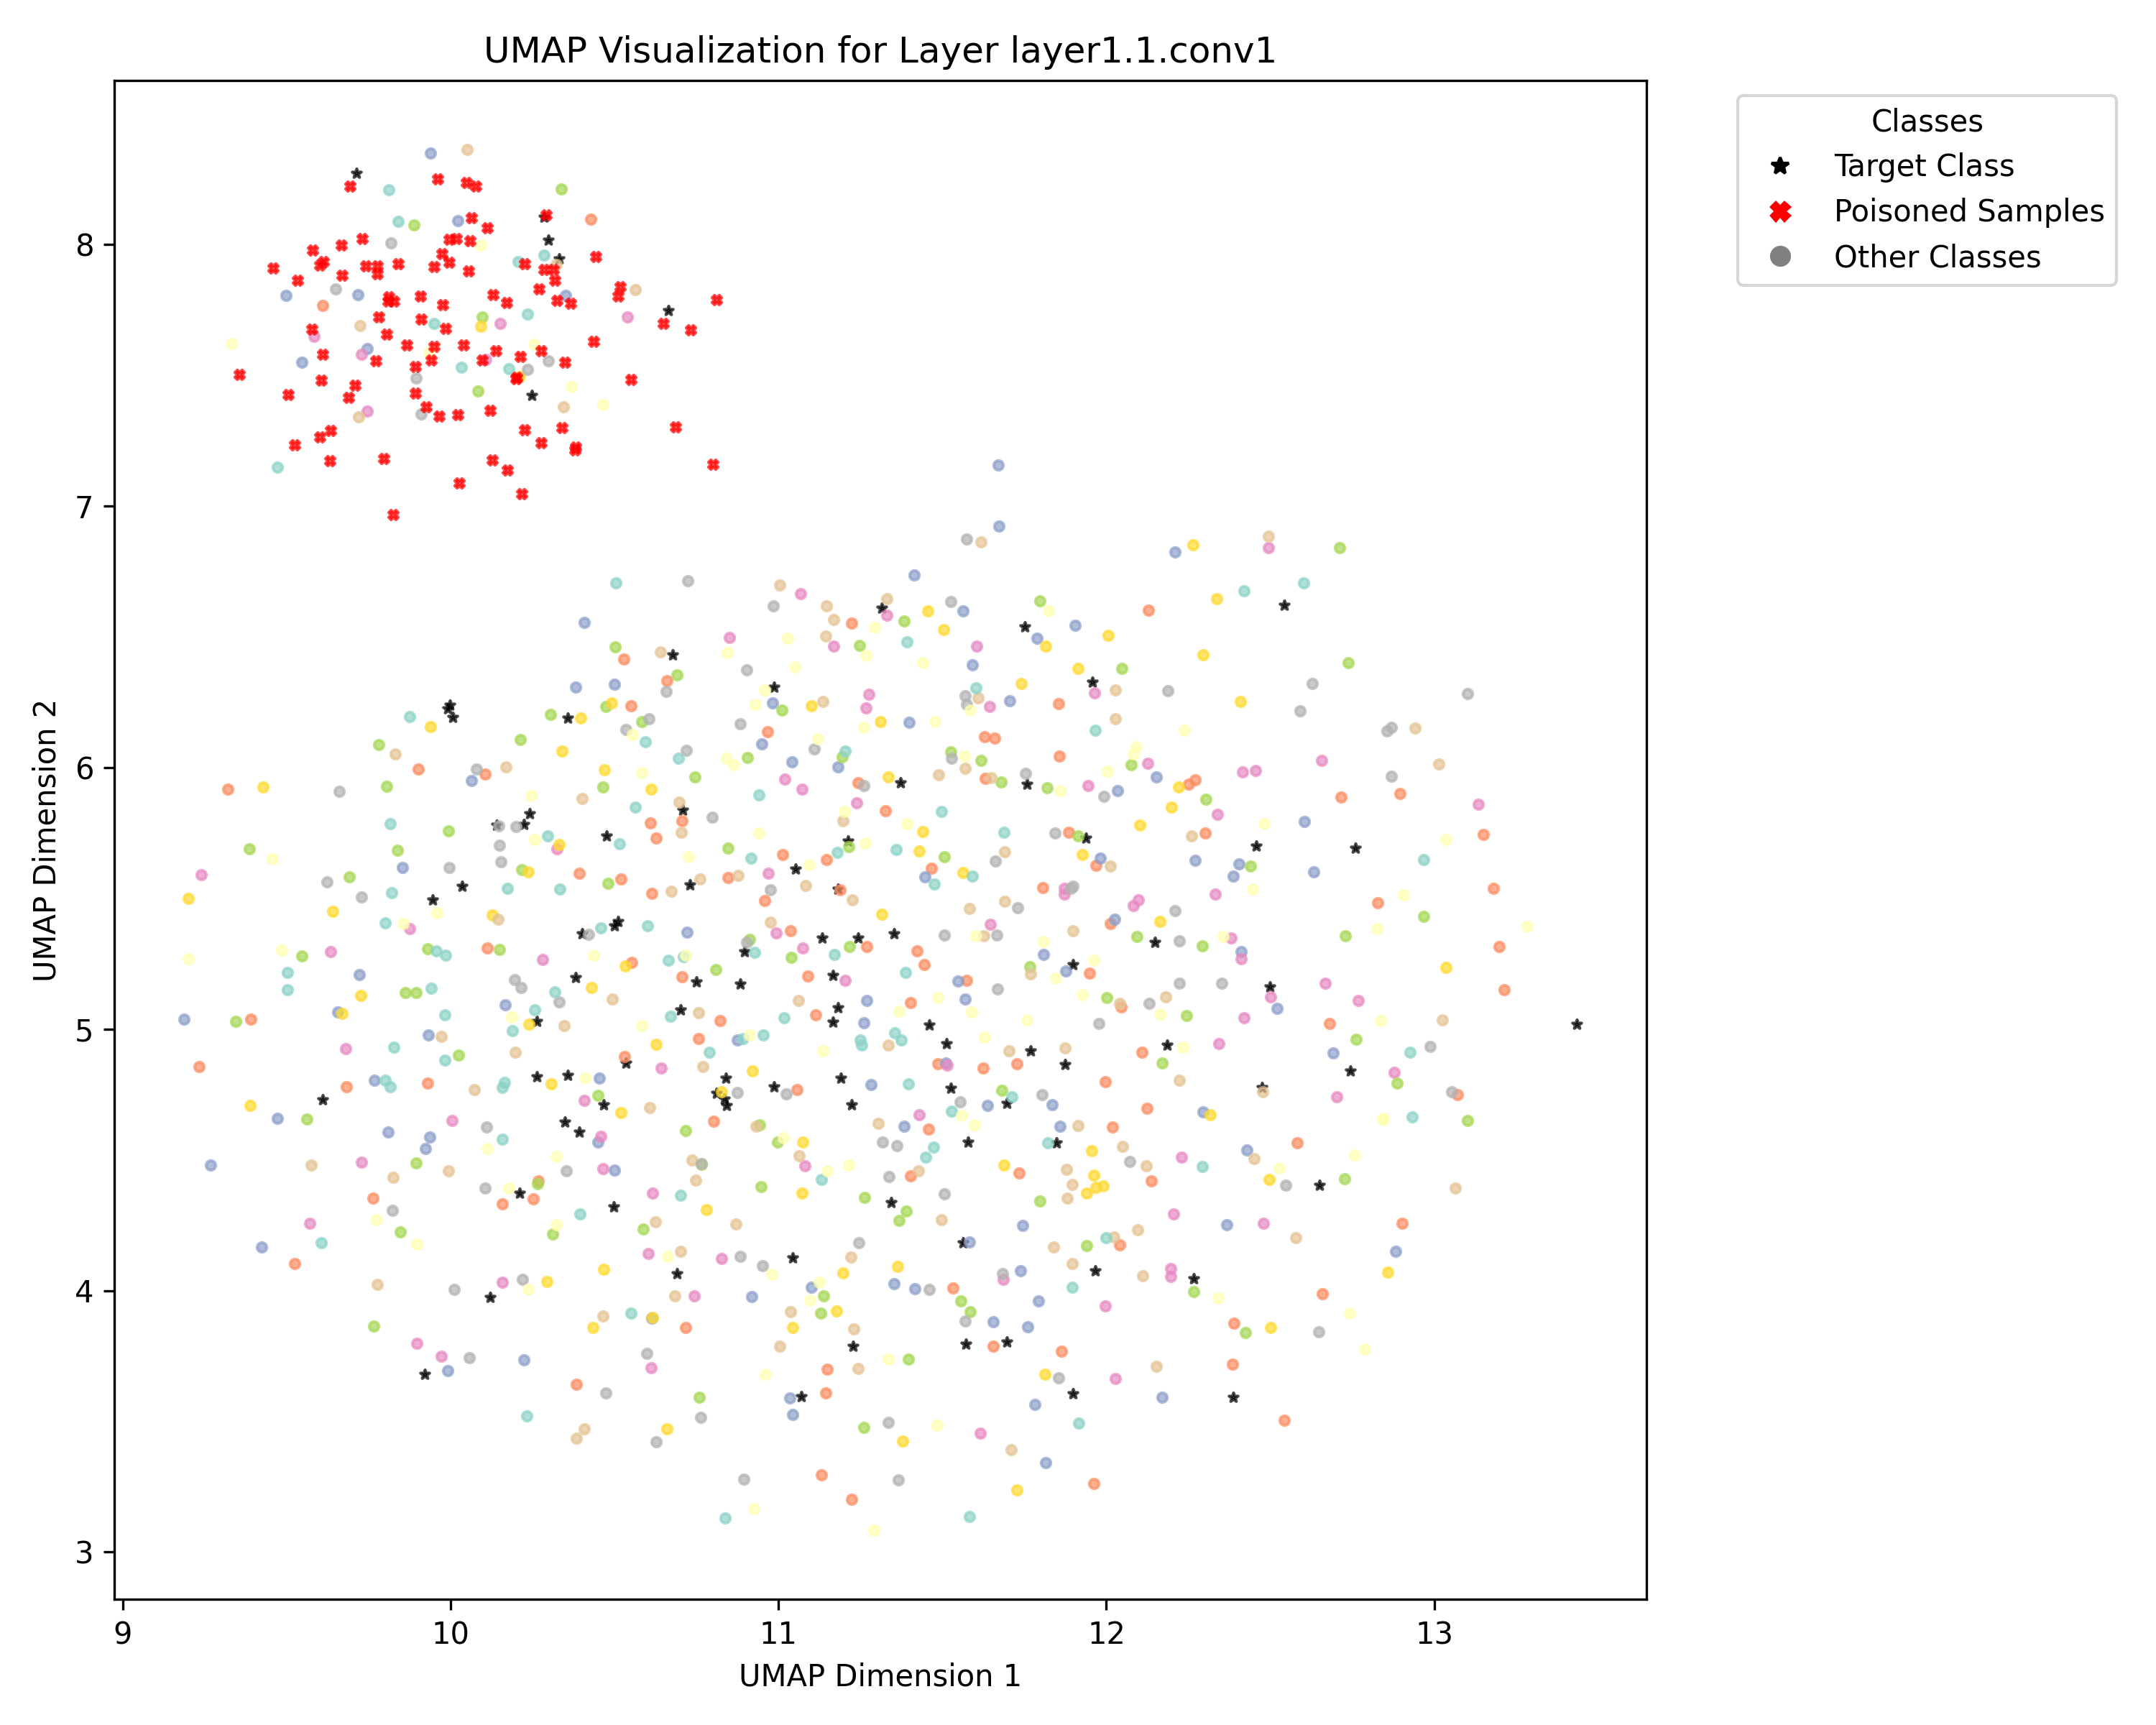 UMAP Visualization for Layer layer1.1.conv1
Classes
Target Class
Poisoned Samples
Other Classes
UMAP Dimension 2
8
7
6
5
4
3
9
10
11
12
13
UMAP Dimension 1